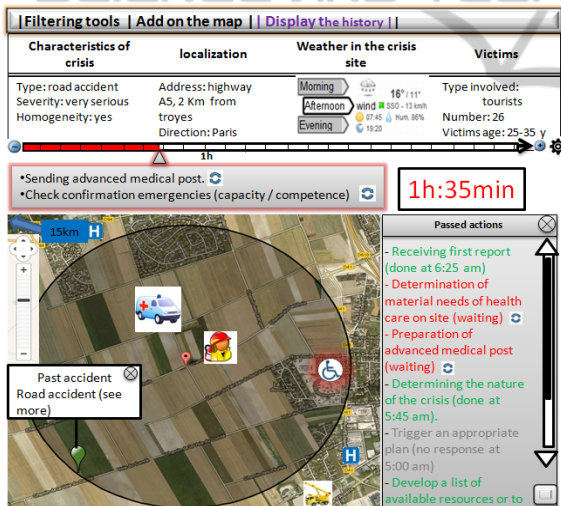 |Filtering tools | Add on the map| | Display the history | |
Characteristics of crisis
localization
Weather in the crisis site
Victims
Type: road accident
Severity: very serious
Homogeneity: yes
Address: highway
A5, 2 Km from
troyes
Direction: Paris
Morning
Afternoon
Evening
16°/11°
wind SSO - 13 km/h
07:45 Hum. 86%
19:20
Type involved:
tourists
Number: 26
Victims age: 25-35 y
1h
•Sending advanced medical post.
•Check confirmation emergencies (capacity / competence)
1h:35min
15km H
Past accident
Road accident (see
more)
H
Passed actions
- Receiving first report
(done at 6:25 am)
- Determination of
material needs of health
care on site (waiting)
- Preparation of
advanced medical post
(waiting)
- Determining the nature
of the crisis (done at
5:45 am).
- Trigger an appropriate
plan (no response at
5:00 am)
- Develop a list of
available resources or to